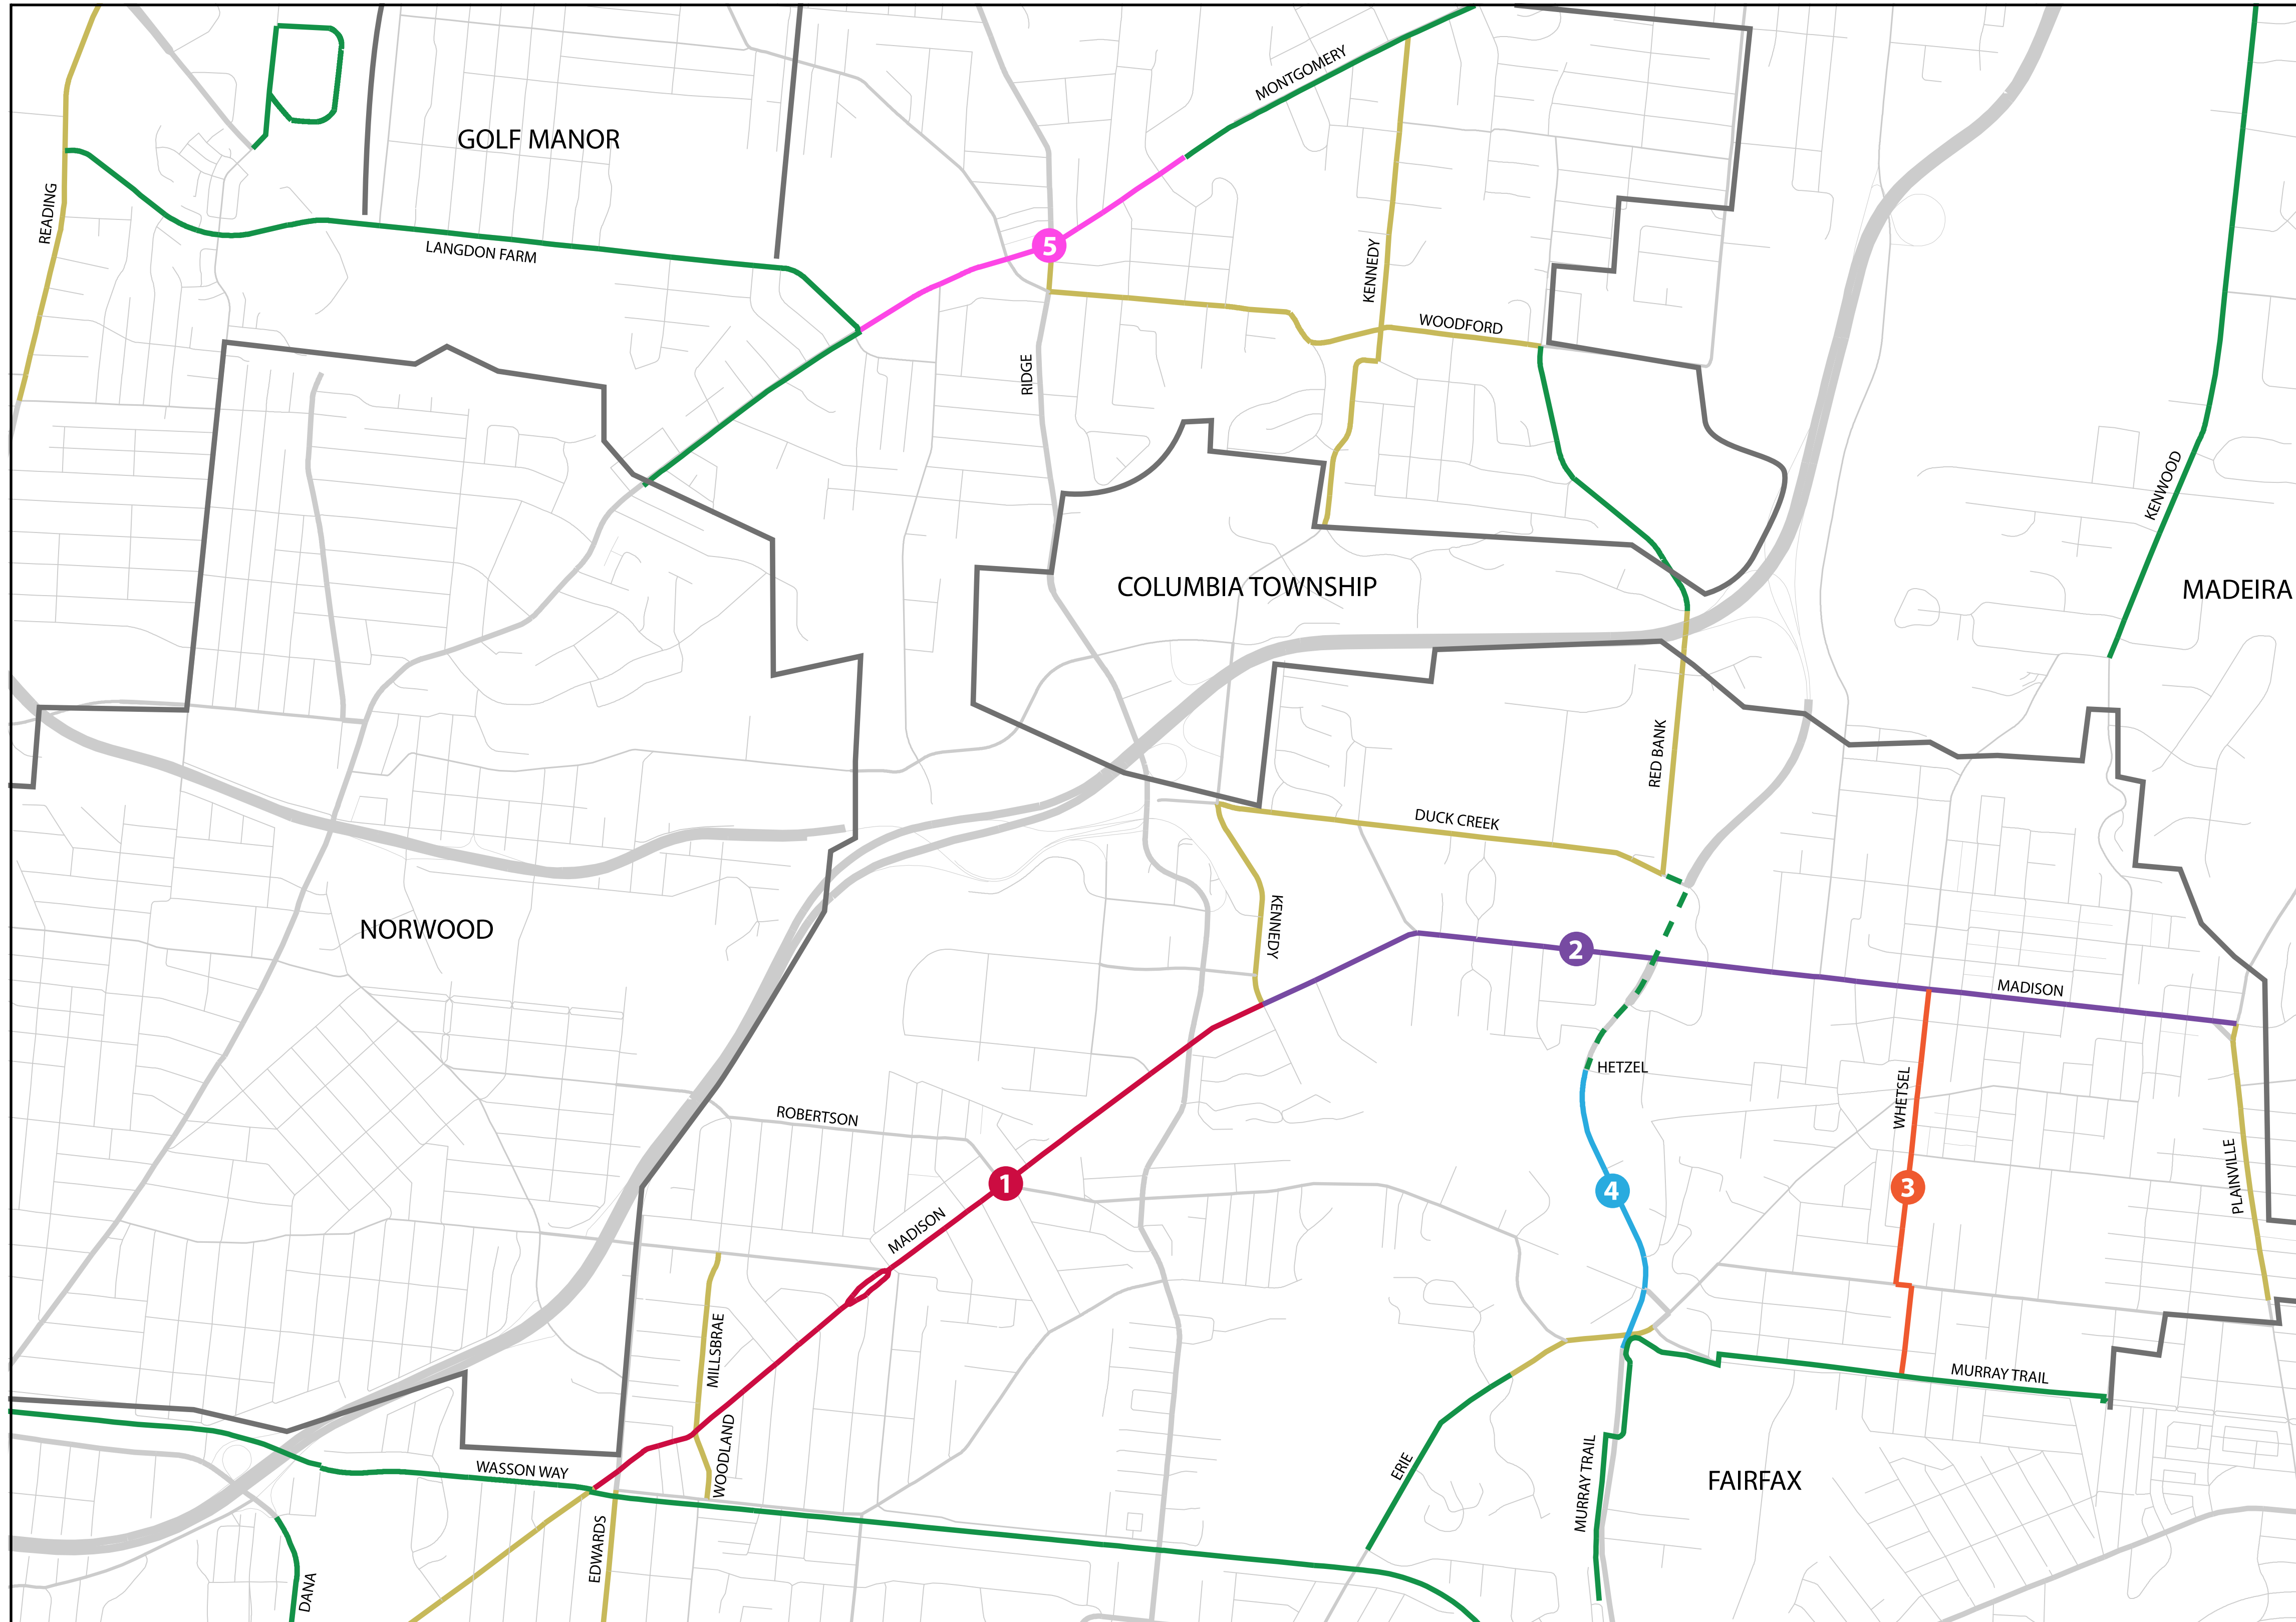 MONTGOMERY
GOLF MANOR
READING
LANGDON FARM
5
KENNEDY
WOODFORD
RIDGE
KENWOOD
COLUMBIA TOWNSHIP
MADEIRA
RED BANK
DUCK CREEK
NORWOOD
KENNEDY
2
MADISON
HETZEL
WHETSEL
ROBERTSON
1
4
3
PLAINVILLE
MADISON
MILLSBRAE
MURRAY TRAIL
WOODLAND
WASSON WAY
ERIE
MURRAY TRAIL
FAIRFAX
EDWARDS
DANA